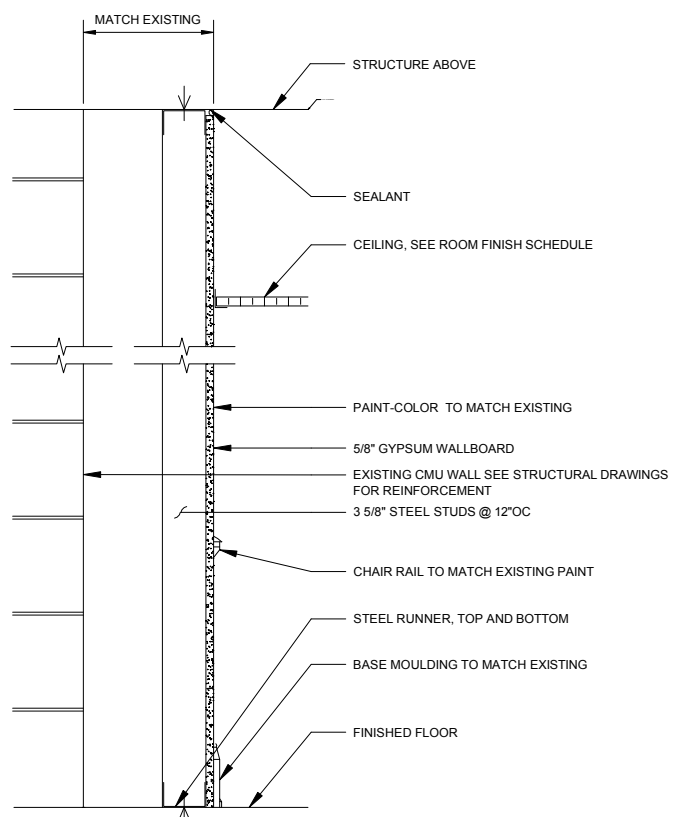 MATCH EXISTING
STRUCTURE ABOVE
SEALANT
CEILING, SEE ROOM FINISH SCHEDULE
PAINT-COLOR TO MATCH EXISTING
5/8" GYPSUM WALLBOARD
EXISTING CMU WALL SEE STRUCTURAL DRAWINGS
FOR REINFORCEMENT
3 5/8" STEEL STUDS @ 12"OC
CHAIR RAIL TO MATCH EXISTING PAINT
STEEL RUNNER, TOP AND BOTTOM
BASE MOULDING TO MATCH EXISTING
FINISHED FLOOR